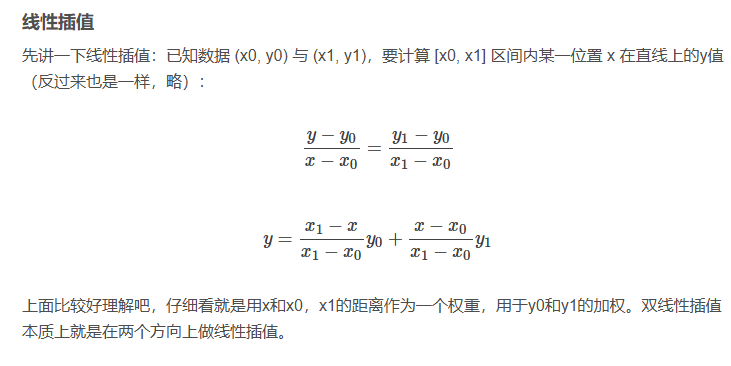 线性插值
先讲一下线性插值：已知数据 (x0, y0) 与 (x1, y1)，要计算 [x0, x1] 区间内某一位置 x 在直线上的y值
（反过来也是一样，略）：
\frac{y - y_0}{x - x_0} = \frac{y_1 - y_0}{x_1 - x_0}
y = \frac{x_1 - x}{x_1 - x_0} y_0 + \frac{x - x_0}{x_1 - x_0} y_1
上面比较好理解吧，仔细看就是用x和x0，x1的距离作为一个权重，用于y0和y1的加权。双线性插值
本质上就是在两个方向上做线性插值。